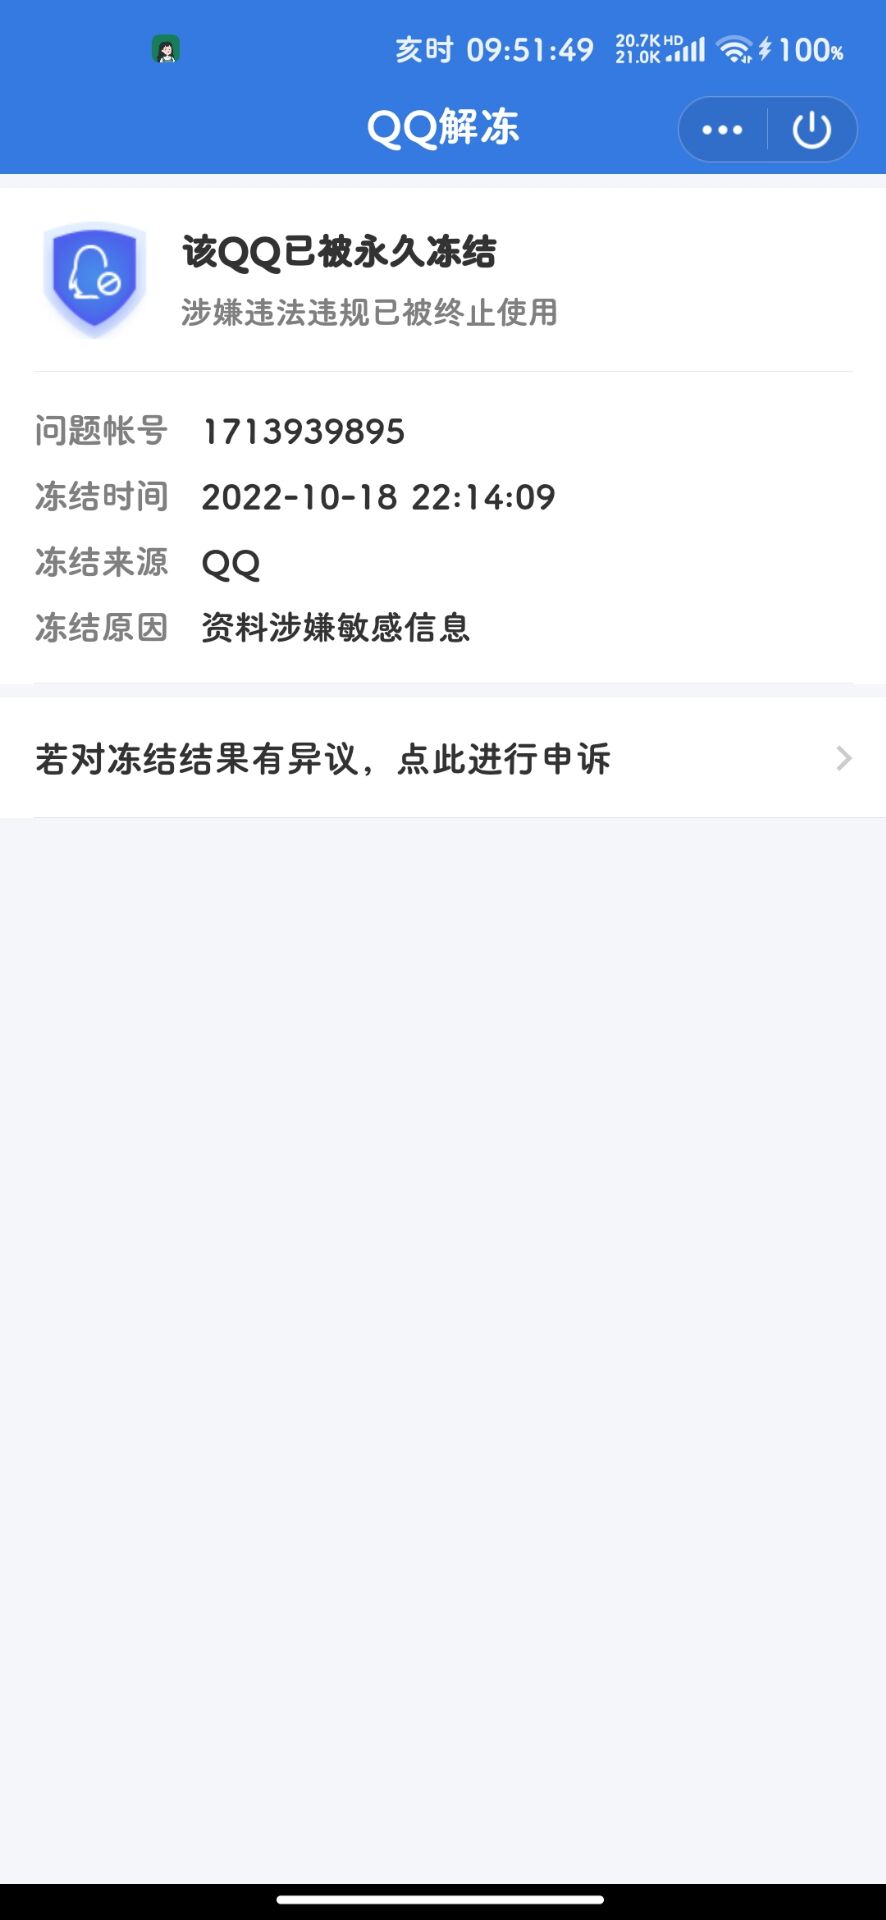 亥时 09:51:49 20.7K 21.0K HD 100%
QQ解冻
该QQ已被永久冻结
涉嫌违法违规已被终止使用
问题帐号 1713939895
冻结时间 2022-10-18 22:14:09
冻结来源 QQ
冻结原因 资料涉嫌敏感信息
若对冻结结果有异议，点此进行申诉